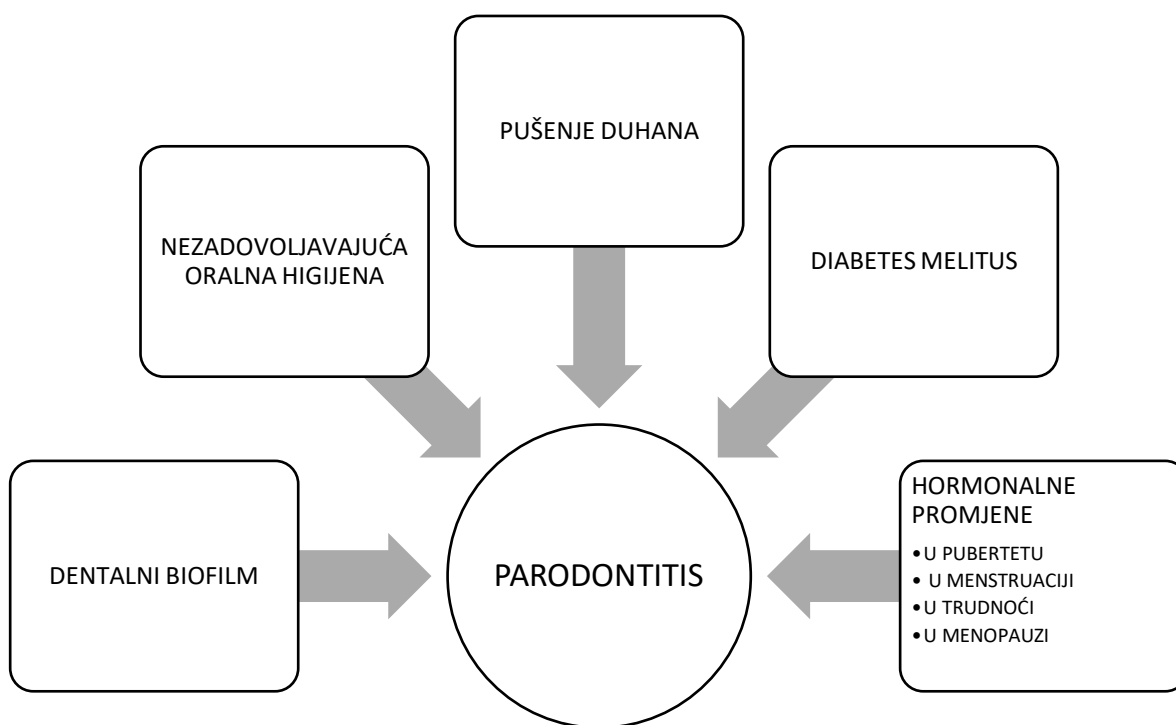 PUŠENJE DUHANA
NEZADOVOLJAVAJUĆA
ORALNA HIGIJENA
DIABETES MELITUS
DENTALNI BIOFILM
PARODONTITIS
HORMONALNE
PROMJENE
•U PUBERTETU
• U MENSTRUACIJI
•U TRUDNOĆI
•U MENOPAUZI